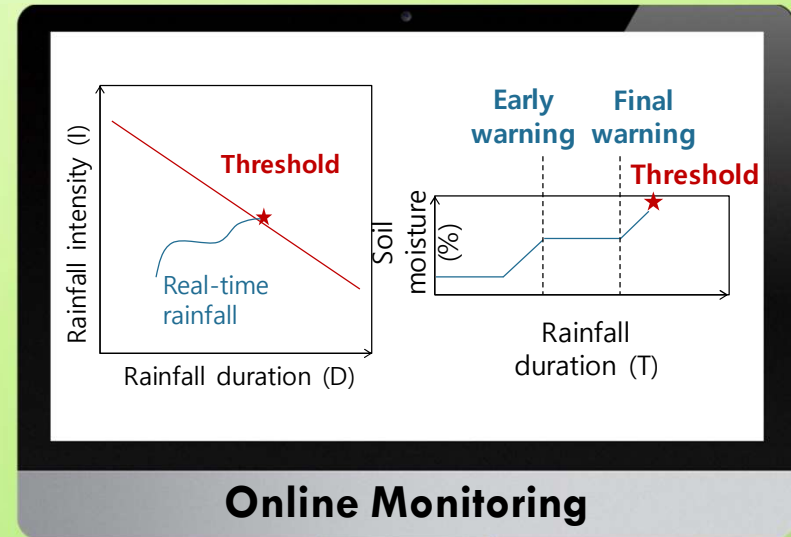 Rainfall intensity (I)
Threshold
Real-time
rainfall
Rainfall duration (D)
Early
warning
Final
warning
Threshold
Soil
moisture
(%)
Rainfall
duration (T)
Online Monitoring